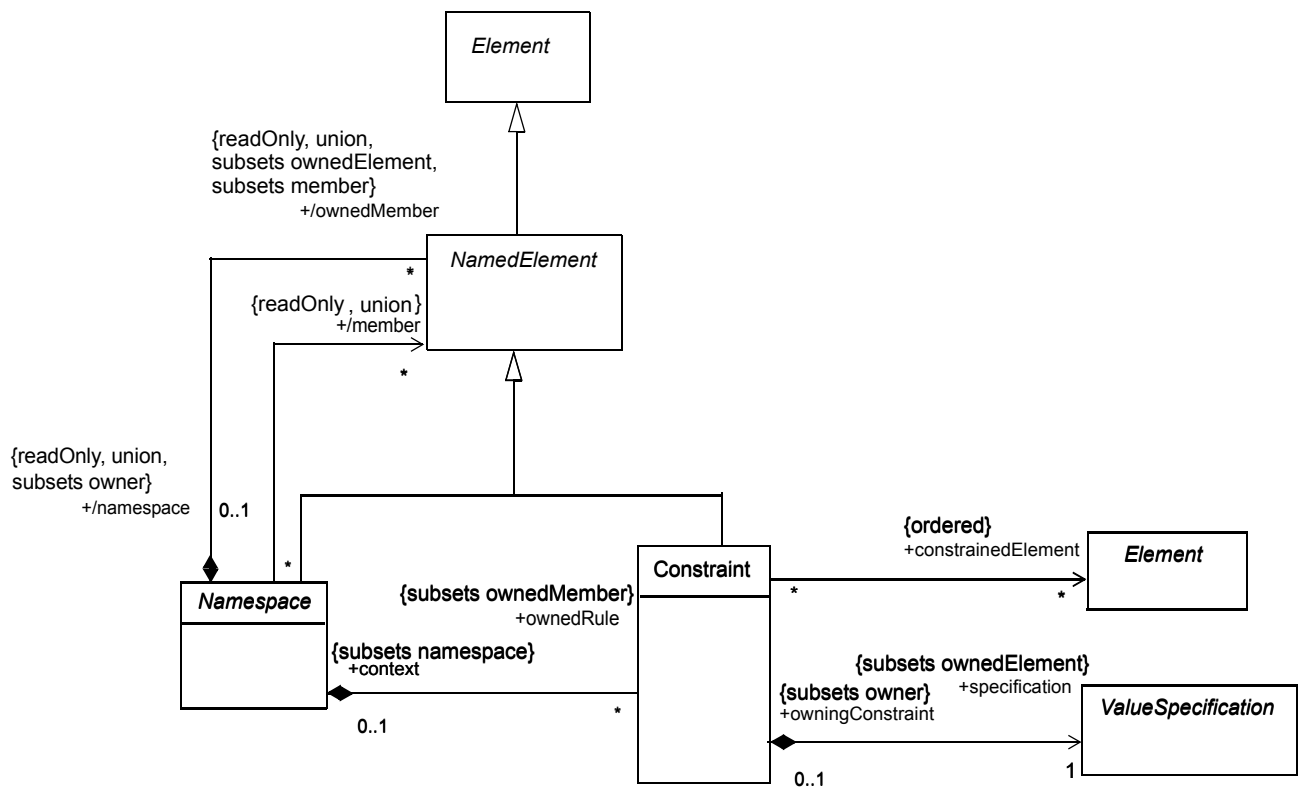 Element
{readOnly, union,
subsets ownedElement,
subsets member}
+/ownedMember
NamedElement
*
{readOnly , union}
+/member
*
{readOnly, union,
subsets owner}
+/namespace
0..1
*
Namespace
{subsets ownedMember}
+ownedRule
Constraint
{ordered}
+constrainedElement
*
*
Element
{subsets namespace}
+context
0..1
*
{subsets ownedElement}
+specification
{subsets owner}
+owningConstraint
0..1
1
ValueSpecification